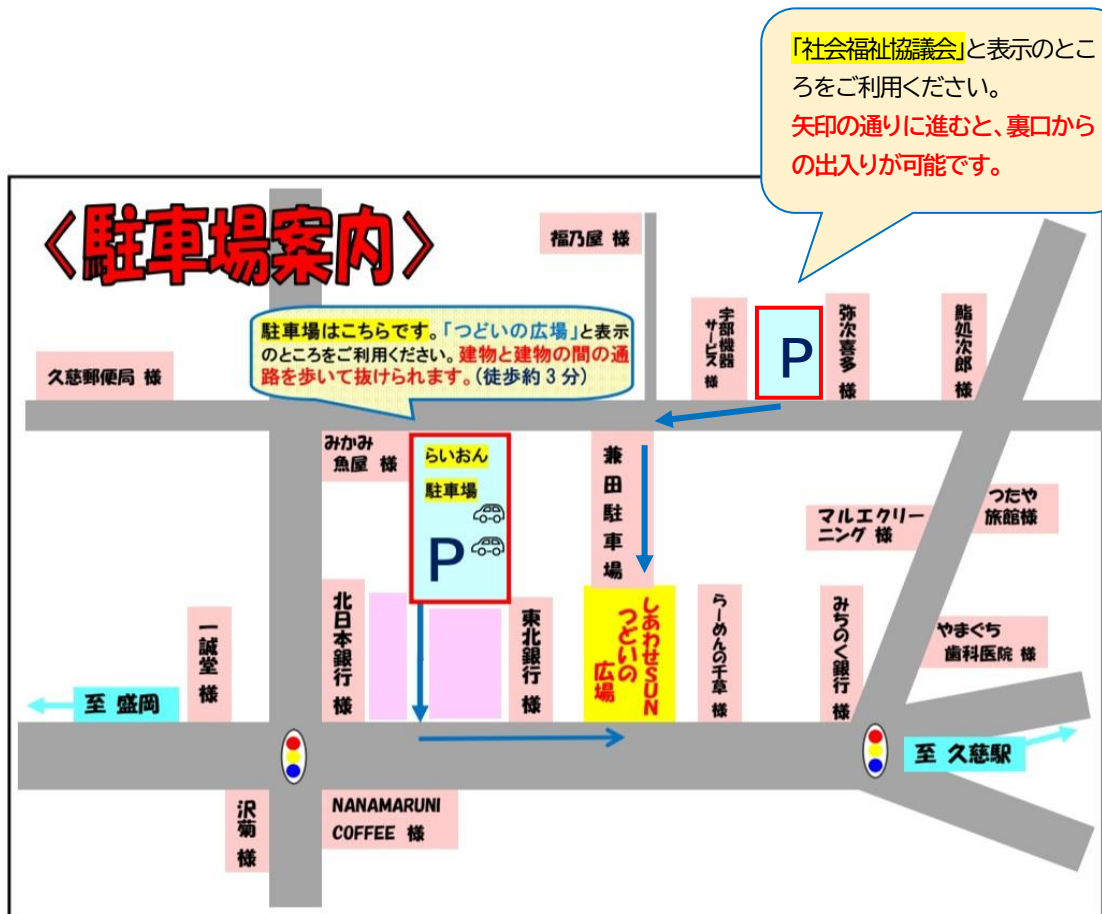 「社会福祉協議会」と表示のとこ
ろをご利用ください。
矢印の通りに進むと、裏口から
の出入りが可能です。
〈駐車場案内〉
福乃屋 様
駐車場はこちらです。「つどいの広場」と表示
のところをご利用ください。建物と建物の間の通
路を歩いて抜けられます。(徒歩約3分)
宇部機器
サービス 様
P
弥次喜多 様
鮨処次郎 様
久慈郵便局 様
みかみ
魚屋 様
らいおん
駐車場
P
兼田駐車場
マルエクリー
ニング 様
つたや
旅館様
一誠堂 様
北日本銀行 様
東北銀行 様
しあわせSUN
つどいの
広場
らーめんの千草 様
みちのく銀行 様
やまぐち
歯科医院 様
至 盛岡
至 久慈駅
沢菊 様
NANAMARUNI
COFFEE 様